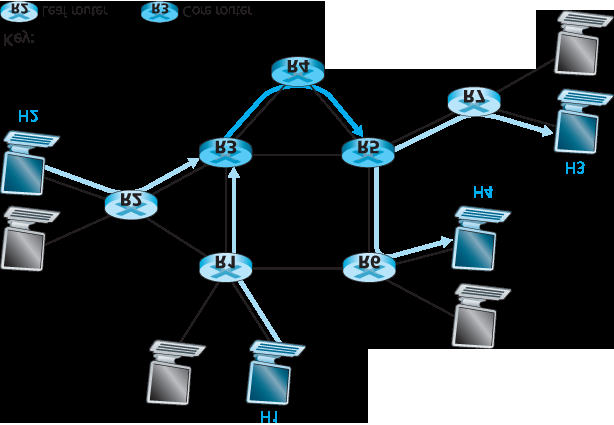 R2 Leaf router
R3 Core router
Key:
R4
R7
H2
R3
R5
H3
R2
H4
R1
R6
H1